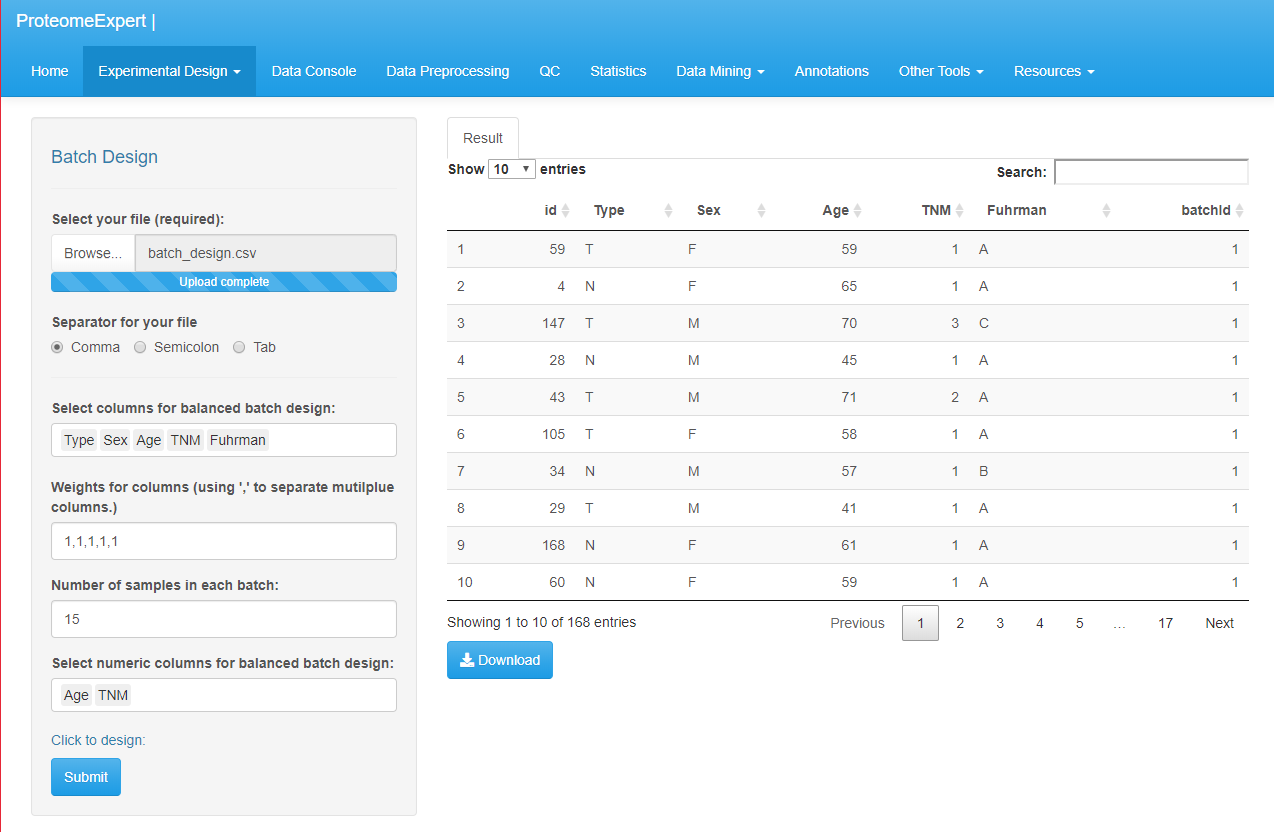 ProteomeExpert |
Home Experimental Design Data Console Data Preprocessing QC Statistics Data Mining Annotations Other Tools Resources
Batch Design
Select your file (required):
Browse... batch_design.csv
Upload complete
Separator for your file
Comma Semicolon Tab
Select columns for balanced batch design:
Type Sex Age TNM Fuhrman
Weights for columns (using ',' to separate mutilplue
columns.)
1,1,1,1,1
Number of samples in each batch:
15
Select numeric columns for balanced batch design:
Age TNM
Click to design:
Submit
Result
Show 10 entries
Search:
id Type Sex Age TNM Fuhrman batchId
1 59 T F 59 1 A 1
2 4 N F 65 1 A 1
3 147 T M 70 3 C 1
4 28 N M 45 1 A 1
5 43 T M 71 2 A 1
6 105 T F 58 1 A 1
7 34 N M 57 1 B 1
8 29 T M 41 1 A 1
9 168 N F 61 1 A 1
10 60 N F 59 1 A 1
Showing 1 to 10 of 168 entries
Previous 1 2 3 4 5 … 17 Next
Download